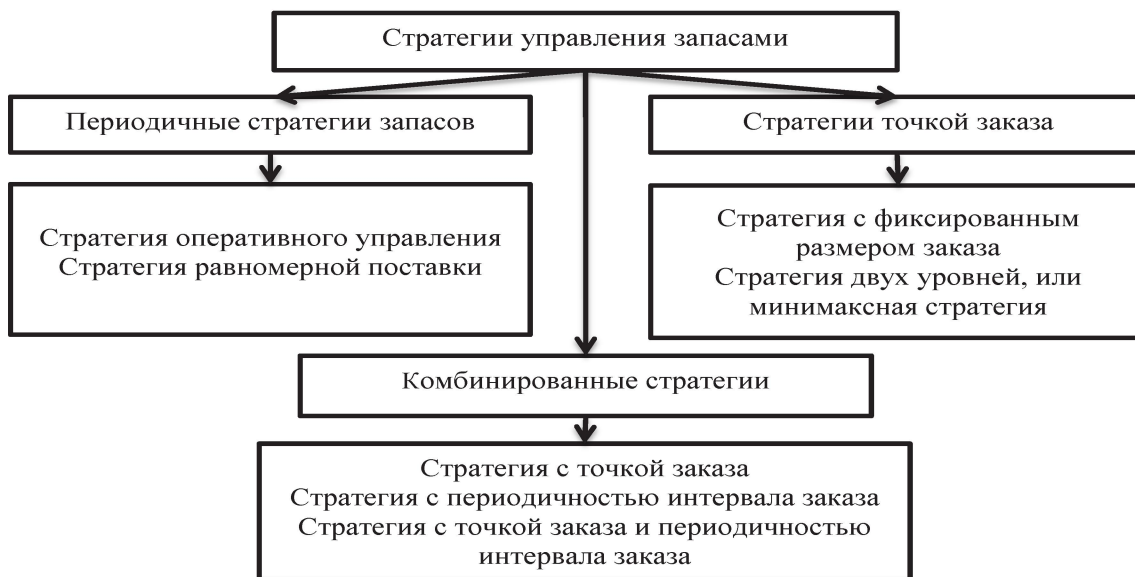 Стратегии управления запасами
Периодичные стратегии запасов
Стратегии точкой заказа
Стратегия оперативного управления
Стратегия равномерной поставки
Стратегия с фиксированным
размером заказа
Стратегия двух уровней, или
минимаксная стратегия
Комбинированные стратегии
Стратегия с точкой заказа
Стратегия с периодичностью интервала заказа
Стратегия с точкой заказа и периодичностью
интервала заказа